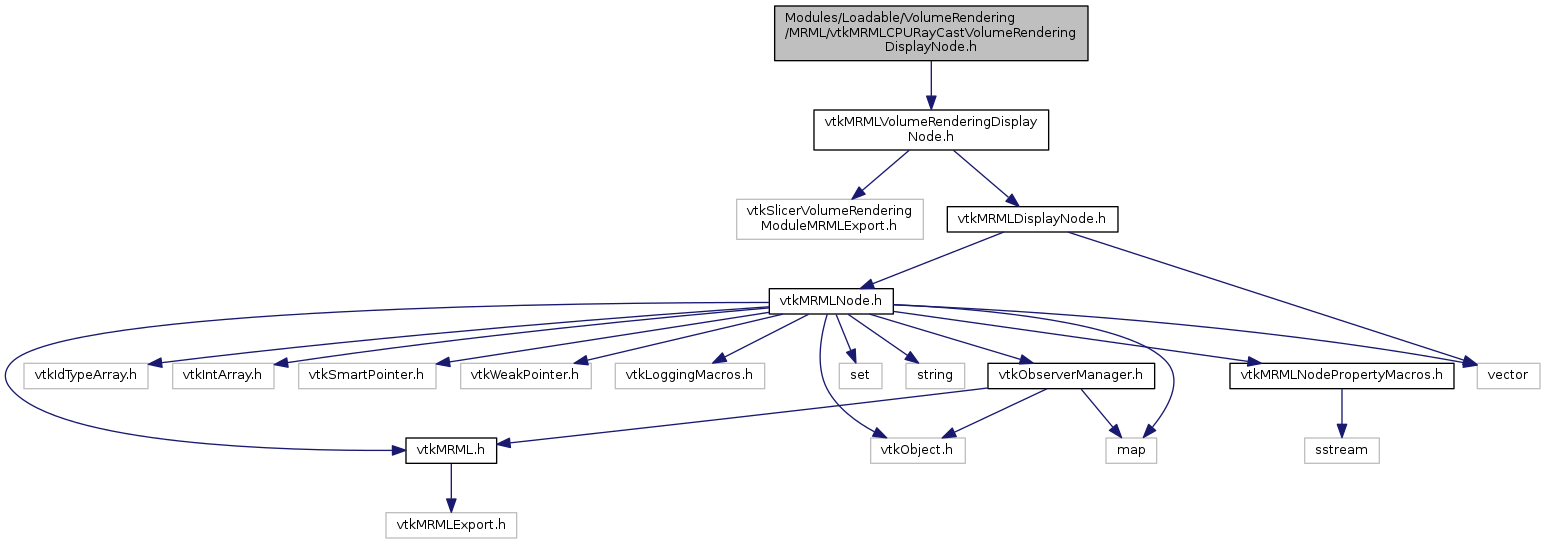 Modules/Loadable/VolumeRendering
/MRML/vtkMRMLCPURayCastVolumeRendering
DisplayNode.h
vtkMRMLVolumeRenderingDisplay
Node.h
vtkSlicerVolumeRendering
ModuleMRMLExport.h
vtkMRMLDisplayNode.h
vtkMRMLNode.h
vtkIdTypeArray.h
vtkIntArray.h
vtkSmartPointer.h
vtkWeakPointer.h
vtkLoggingMacros.h
set
string
vtkObserverManager.h
vtkMRMLNodePropertyMacros.h
vector
vtkMRML.h
vtkObject.h
map
sstream
vtkMRMLExport.h